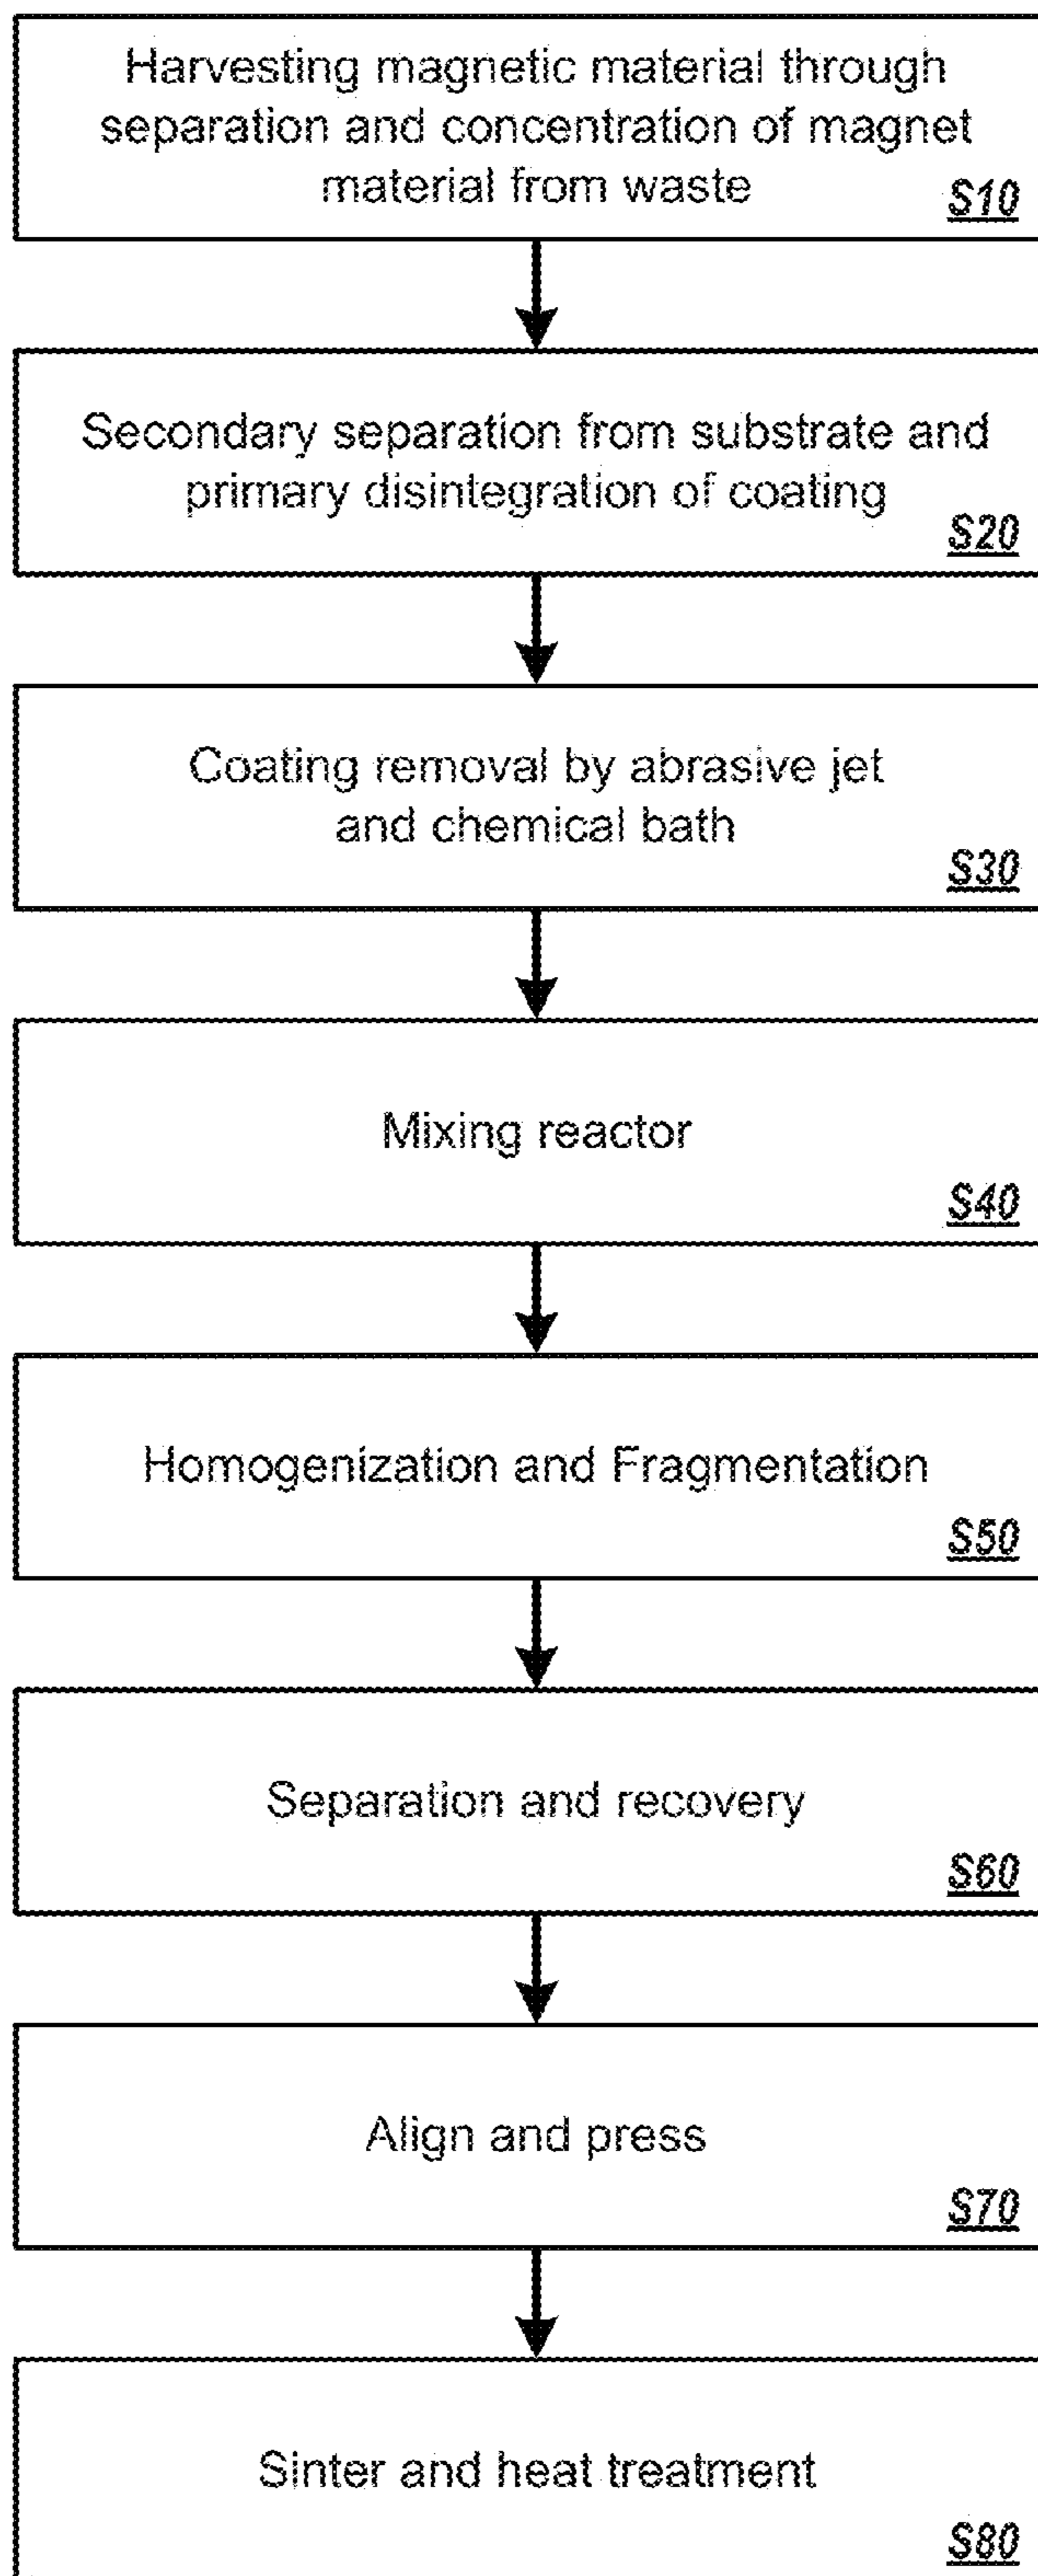 Harvesting magnetic material through
separation and concentration of magnet
material from waste
S10
Secondary separation from substrate and
primary disintegration of coating
S20
Coating removal by abrasive jet
and chemical bath
S30
Mixing reactor
S40
Homogenization and Fragmentation
S50
Separation and recovery
S60
Align and press
S70
Sinter and heat treatment
S80